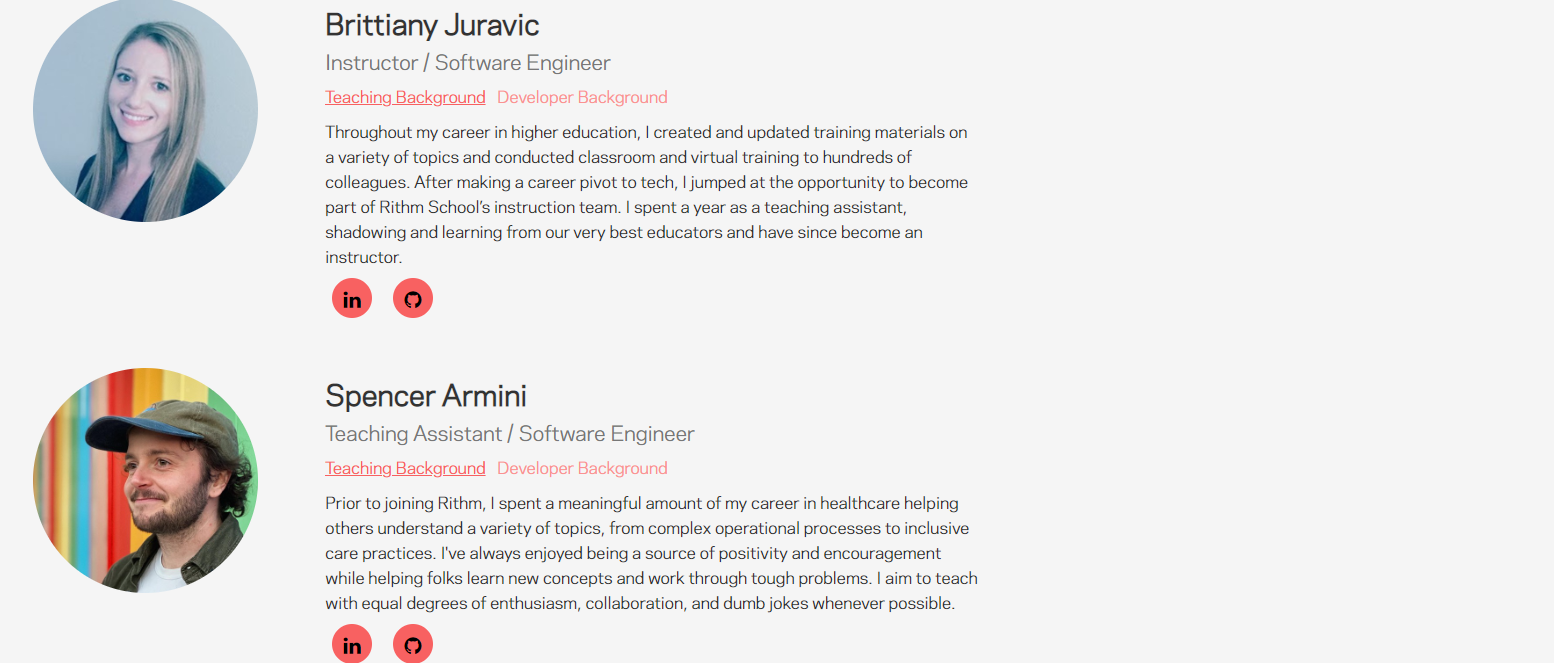 Brittiany Juravic
Instructor / Software Engineer
Teaching Background Developer Background
Throughout my career in higher education, I created and updated training materials on
a variety of topics and conducted classroom and virtual training to hundreds of
colleagues. After making a career pivot to tech, I jumped at the opportunity to become
part of Rithm School’s instruction team. I spent a year as a teaching assistant,
shadowing and learning from our very best educators and have since become an
instructor.
in
Spencer Armini
Teaching Assistant / Software Engineer
Teaching Background Developer Background
Prior to joining Rithm, I spent a meaningful amount of my career in healthcare helping
others understand a variety of topics, from complex operational processes to inclusive
care practices. I've always enjoyed being a source of positivity and encouragement
while helping folks learn new concepts and work through tough problems. I aim to teach
with equal degrees of enthusiasm, collaboration, and dumb jokes whenever possible.
in